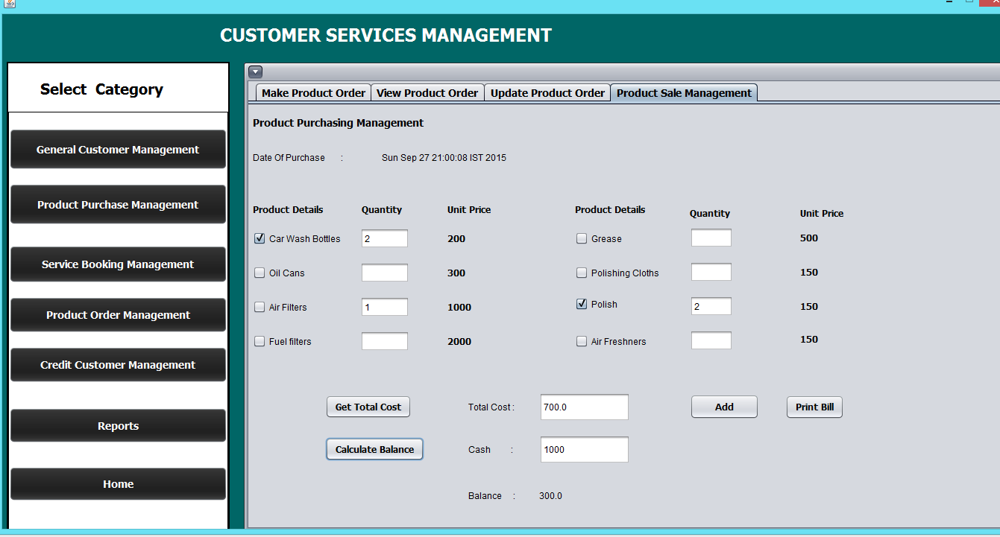 CUSTOMER SERVICES MANAGEMENT
Select Category
General Customer Management
Product Purchase Management
Service Booking Management
Product Order Management
Credit Customer Management
Reports
Home
Make Product Order View Product Order Update Product Order Product Sale Management
Product Purchasing Management
Date Of Purchase : Sun Sep 27 21:00:08 IST 2015
Product Details Quantity Unit Price Product Details Quantity Unit Price
Car Wash Bottles 2 200 Grease 500
Oil Cans 300 Polishing Cloths 150
Air Filters 1 1000 Polish 2 150
Fuel filters 2000 Air Freshners 150
Get Total Cost Total Cost : 700.0 Add Print Bill
Calculate Balance Cash : 1000
Balance : 300.0